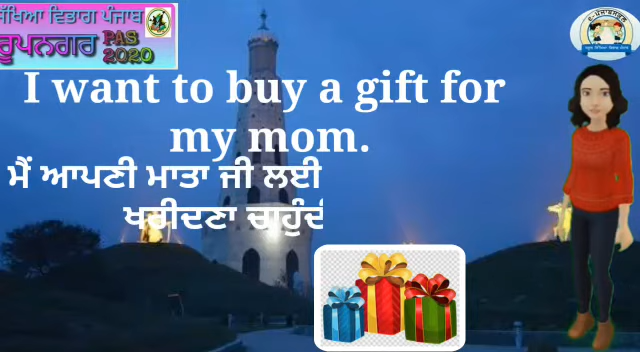 ਸਿੱਖਿਆ ਵਿਭਾਗ ਪੰਜਾਬ
ਰੂਪਨਗਰ PAS
2020
I want to buy a gift for
my mom.
ਮੈਂ ਆਪਣੀ ਮਾਤਾ ਜੀ ਲਈ
ਖਰੀਦਣਾ ਚਾਹੁੰਦੀ